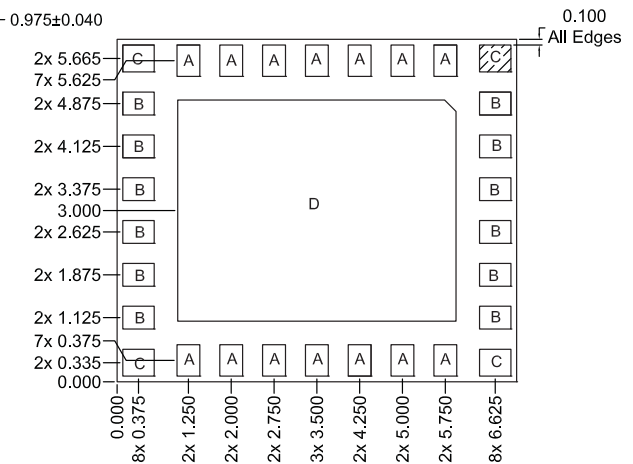 0.975±0.040
0.100
All Edges
2x 5.665
C A A A A A A A C
7x 5.625
2x 4.875
B B
2x 4.125
B B
2x 3.375
B B
3.000
D
2x 2.625
B B
2x 1.875
B B
2x 1.125
B B
7x 0.375
2x 0.335
C A A A A A A A C
0.000
0.000
8x 0.375
2x 1.250
2x 2.000
2x 2.750
3x 3.500
2x 4.250
2x 5.000
2x 5.750
8x 6.625